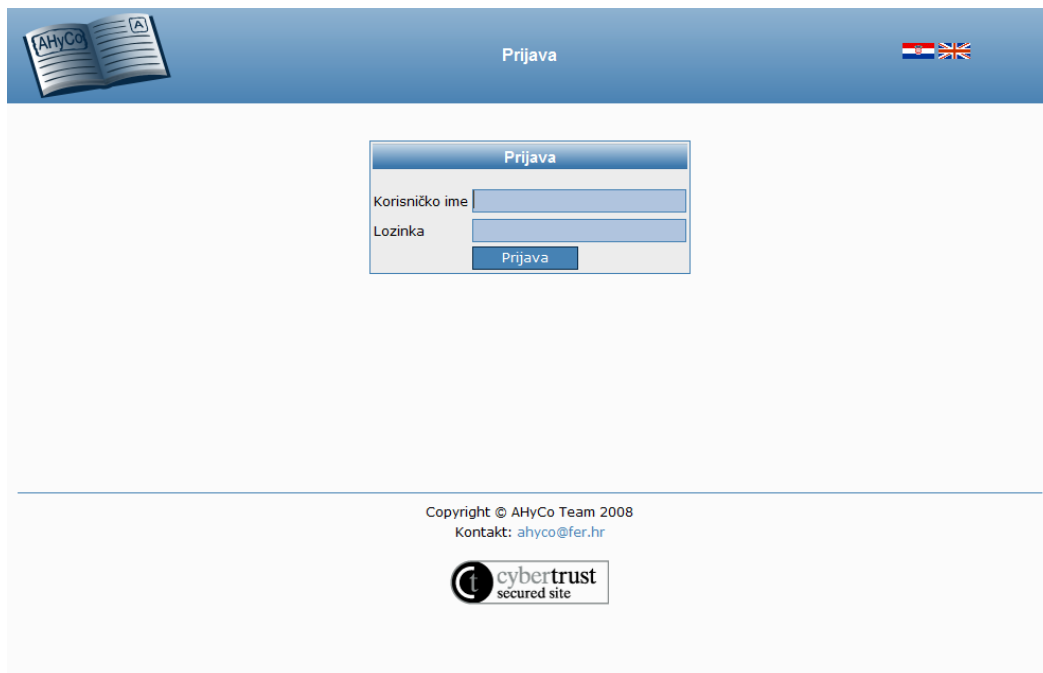 {AHyCo}
A
Prijava
Prijava
Korisničko ime
Lozinka
Prijava
Copyright © AHyCo Team 2008
Kontakt: ahyco@fer.hr
t
cybertrust
secured site